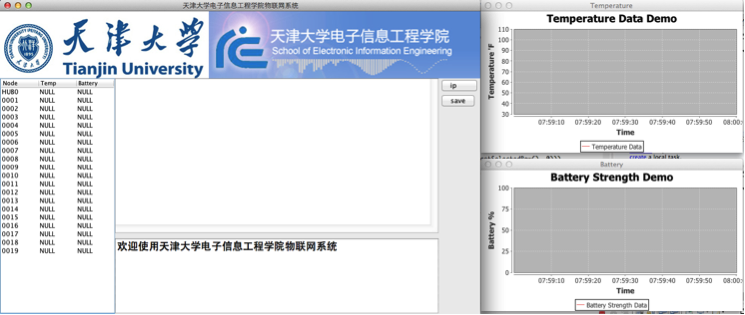 天津大学电子信息工程学院物联网系统
天津大学
Tianjin University
天津大学电子信息工程学院
School of Electronic Information Engineering
Node Temp Battery
HUB0 NULL NULL
0001 NULL NULL
0002 NULL NULL
0003 NULL NULL
0004 NULL NULL
0005 NULL NULL
0006 NULL NULL
0007 NULL NULL
0008 NULL NULL
0009 NULL NULL
0010 NULL NULL
0011 NULL NULL
0012 NULL NULL
0013 NULL NULL
0014 NULL NULL
0015 NULL NULL
0016 NULL NULL
0017 NULL NULL
0018 NULL NULL
0019 NULL NULL
ip
save
欢迎使用天津大学电子信息工程学院物联网系统
Temperature
Temperature Data Demo
Temperature °F
110
100
90
80
70
60
50
40
30
07:59:10 07:59:20 07:59:30 07:59:40 07:59:50 08:00:
Time
Temperature Data
create a local task
Battery
Battery Strength Demo
Battery %
100
75
50
25
0
07:59:10 07:59:20 07:59:30 07:59:40 07:59:50 08:00:
Time
Battery Strength Data